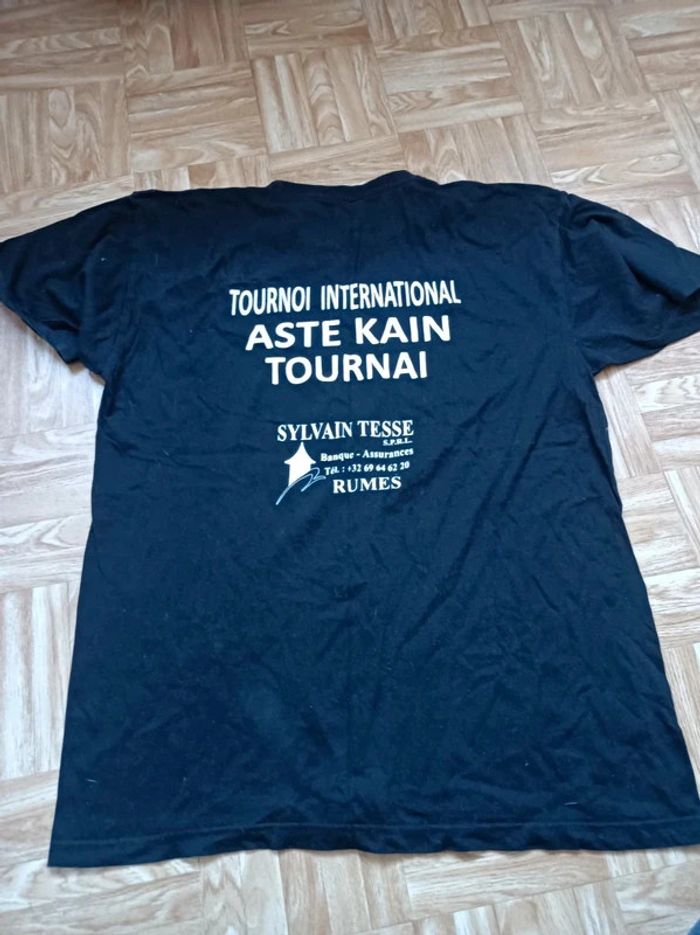 TOURNOI INTERNATIONAL
ASTE KAIN
TOURNAI
SYLVAIN TESSE
S.P.R.L.
Banque - Assurances
Tél. : +32 69 64 62 20
RUMES